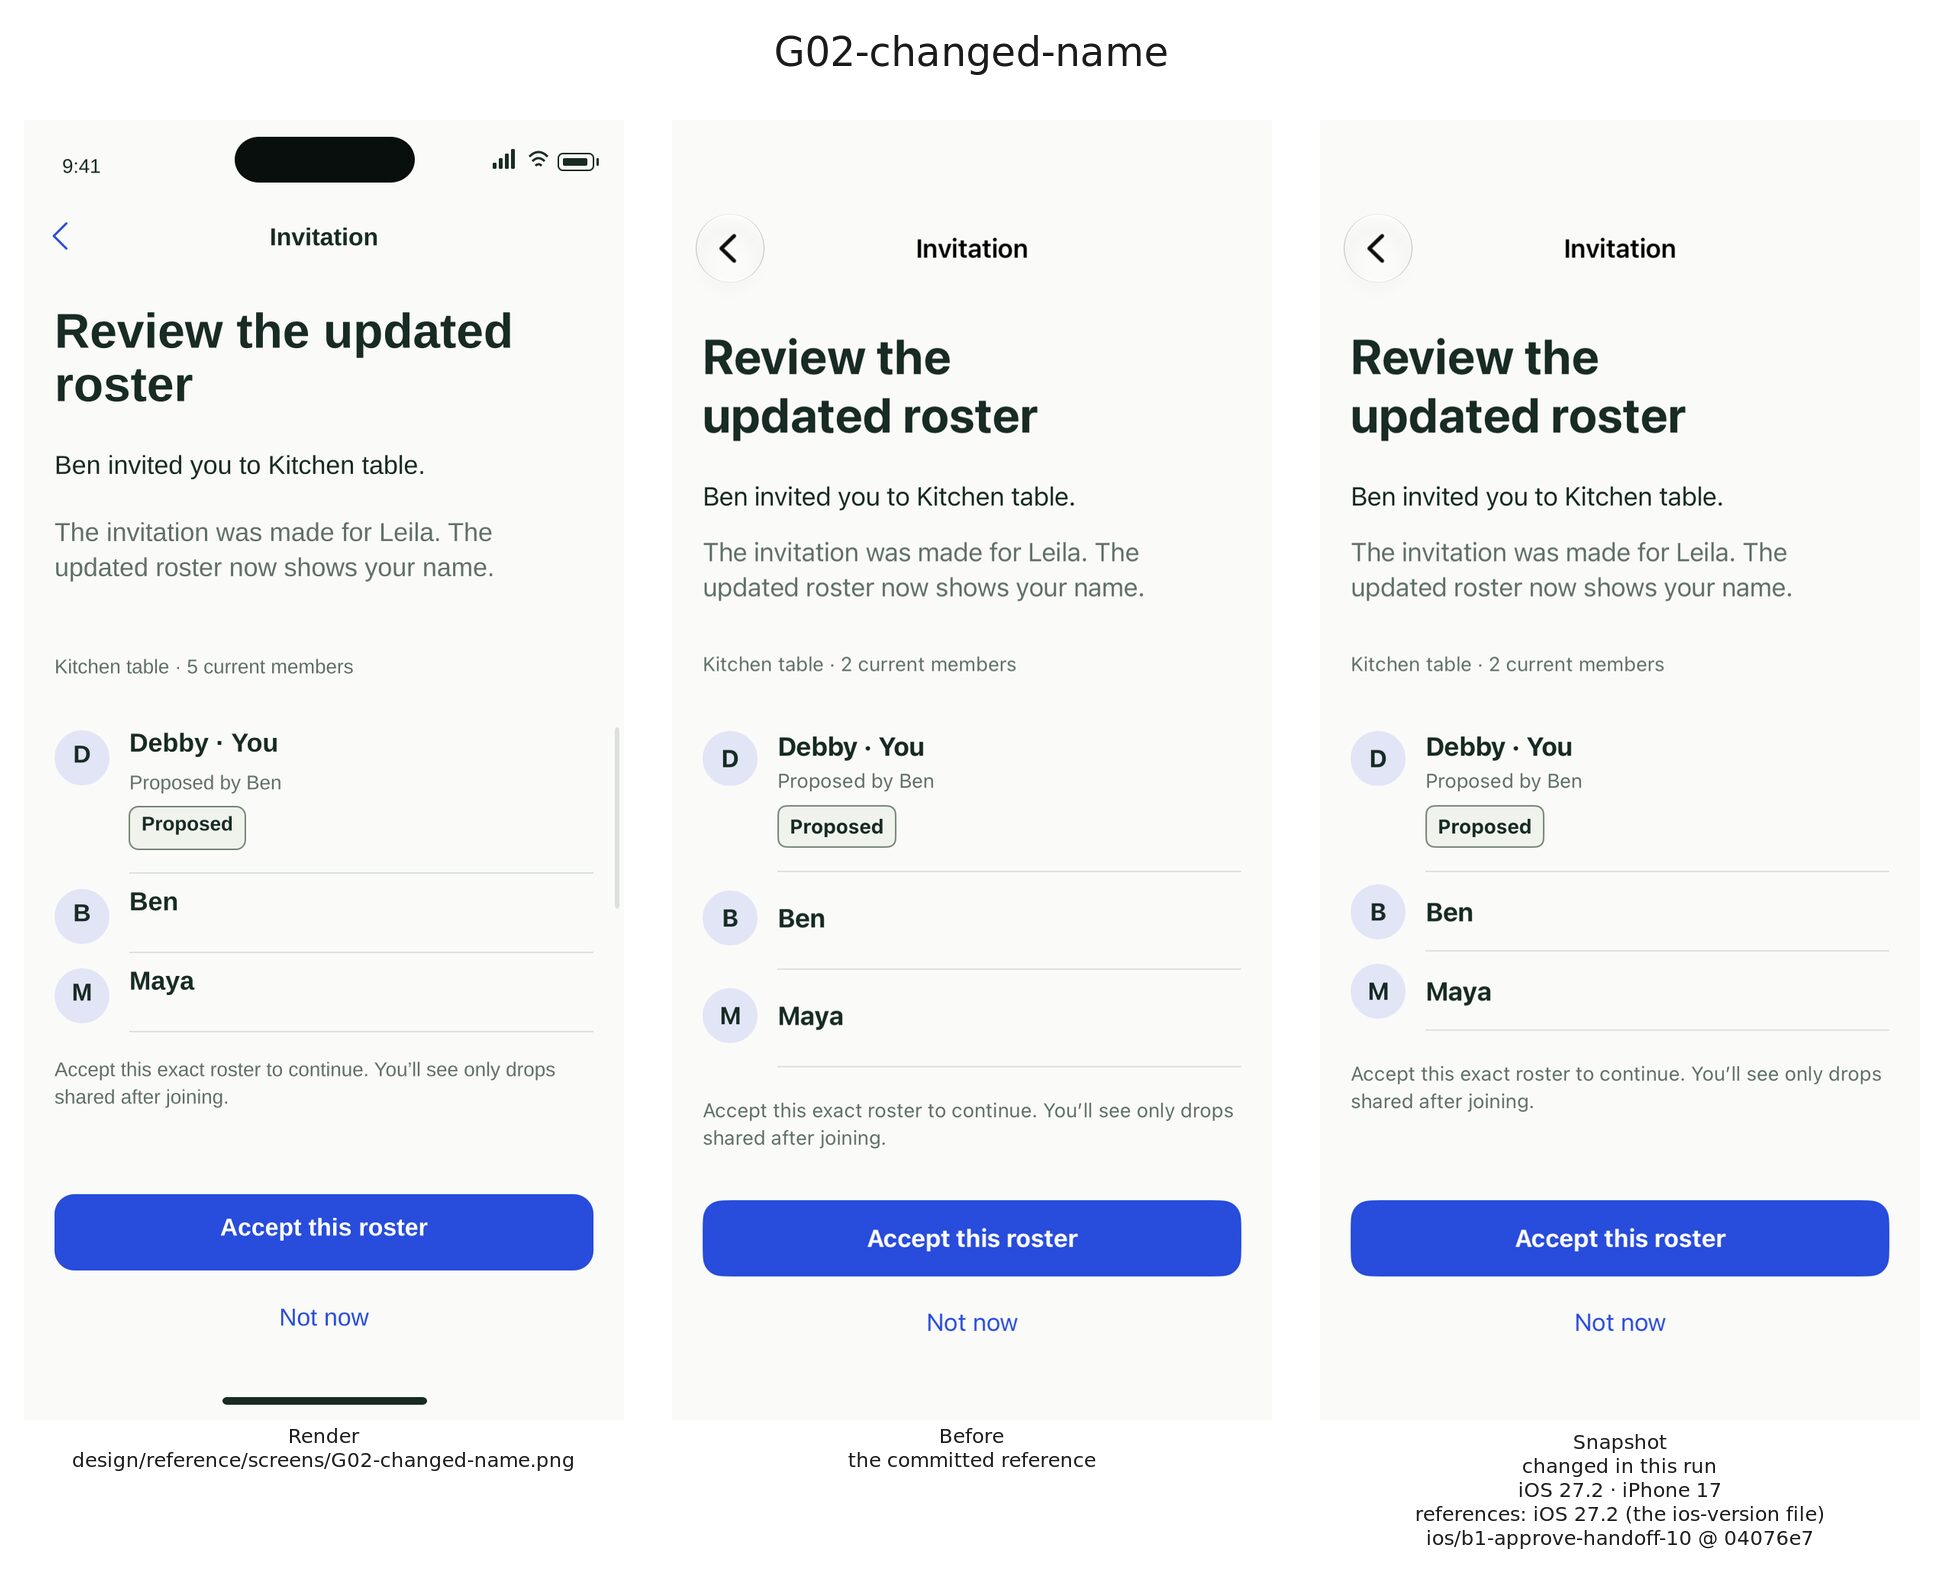 G02-changed-name
9:41
Invitation
Review the updated
roster
Ben invited you to Kitchen table.
The invitation was made for Leila. The
updated roster now shows your name.
Kitchen table · 5 current members
D
Debby · You
Proposed by Ben
Proposed
B
Ben
M
Maya
Accept this exact roster to continue. You’ll see only drops
shared after joining.
Accept this roster
Not now
Render
design/reference/screens/G02-changed-name.png
Invitation
Review the
updated roster
Ben invited you to Kitchen table.
The invitation was made for Leila. The
updated roster now shows your name.
Kitchen table · 2 current members
D
Debby · You
Proposed by Ben
Proposed
B
Ben
M
Maya
Accept this exact roster to continue. You’ll see only drops
shared after joining.
Accept this roster
Not now
Before
the committed reference
Invitation
Review the
updated roster
Ben invited you to Kitchen table.
The invitation was made for Leila. The
updated roster now shows your name.
Kitchen table · 2 current members
D
Debby · You
Proposed by Ben
Proposed
B
Ben
M
Maya
Accept this exact roster to continue. You’ll see only drops
shared after joining.
Accept this roster
Not now
Snapshot
changed in this run
iOS 27.2 · iPhone 17
references: iOS 27.2 (the ios-version file)
ios/b1-approve-handoff-10 @ 04076e7